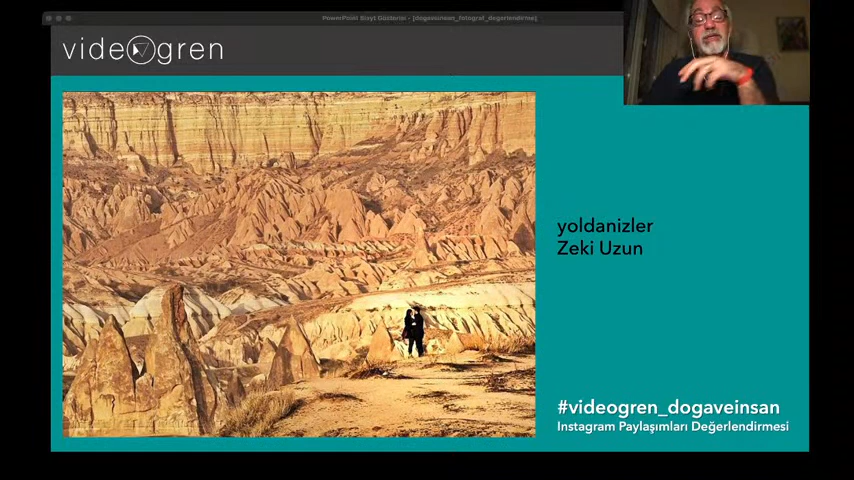 PowerPoint Slayt Gösterisi - [dogaveinsan_fotograf_degerlendirme]
videogren
yoldanizler
Zeki Uzun
#videogren_dogaveinsan
Instagram Paylaşımları Değerlendirmesi